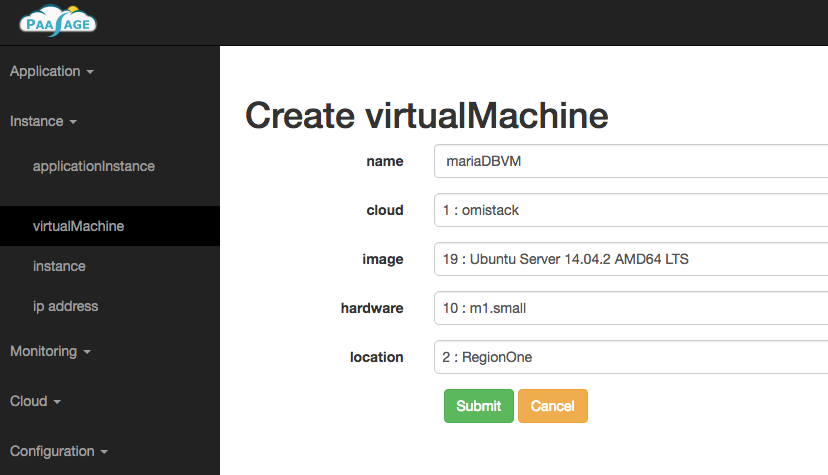 PAASAGE
Application
Instance
applicationInstance
virtualMachine
instance
ip address
Monitoring
Cloud
Configuration
Create virtualMachine
name mariaDBVM
cloud 1 : omistack
image 19 : Ubuntu Server 14.04.2 AMD64 LTS
hardware 10 : m1.small
location 2 : RegionOne
Submit Cancel